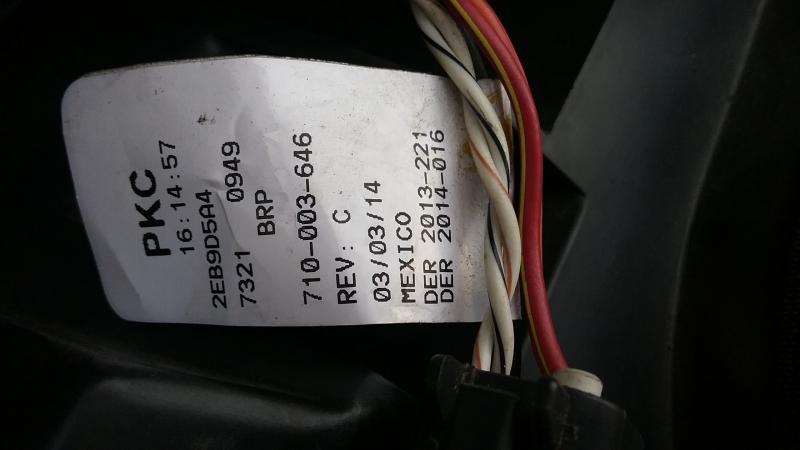 PKC
16:14:57
2EB9D5A4
7321 BRP 0949
710-003-646
REV: C
03/03/14
MEXICO
DER 2013-221
DER 2014-016